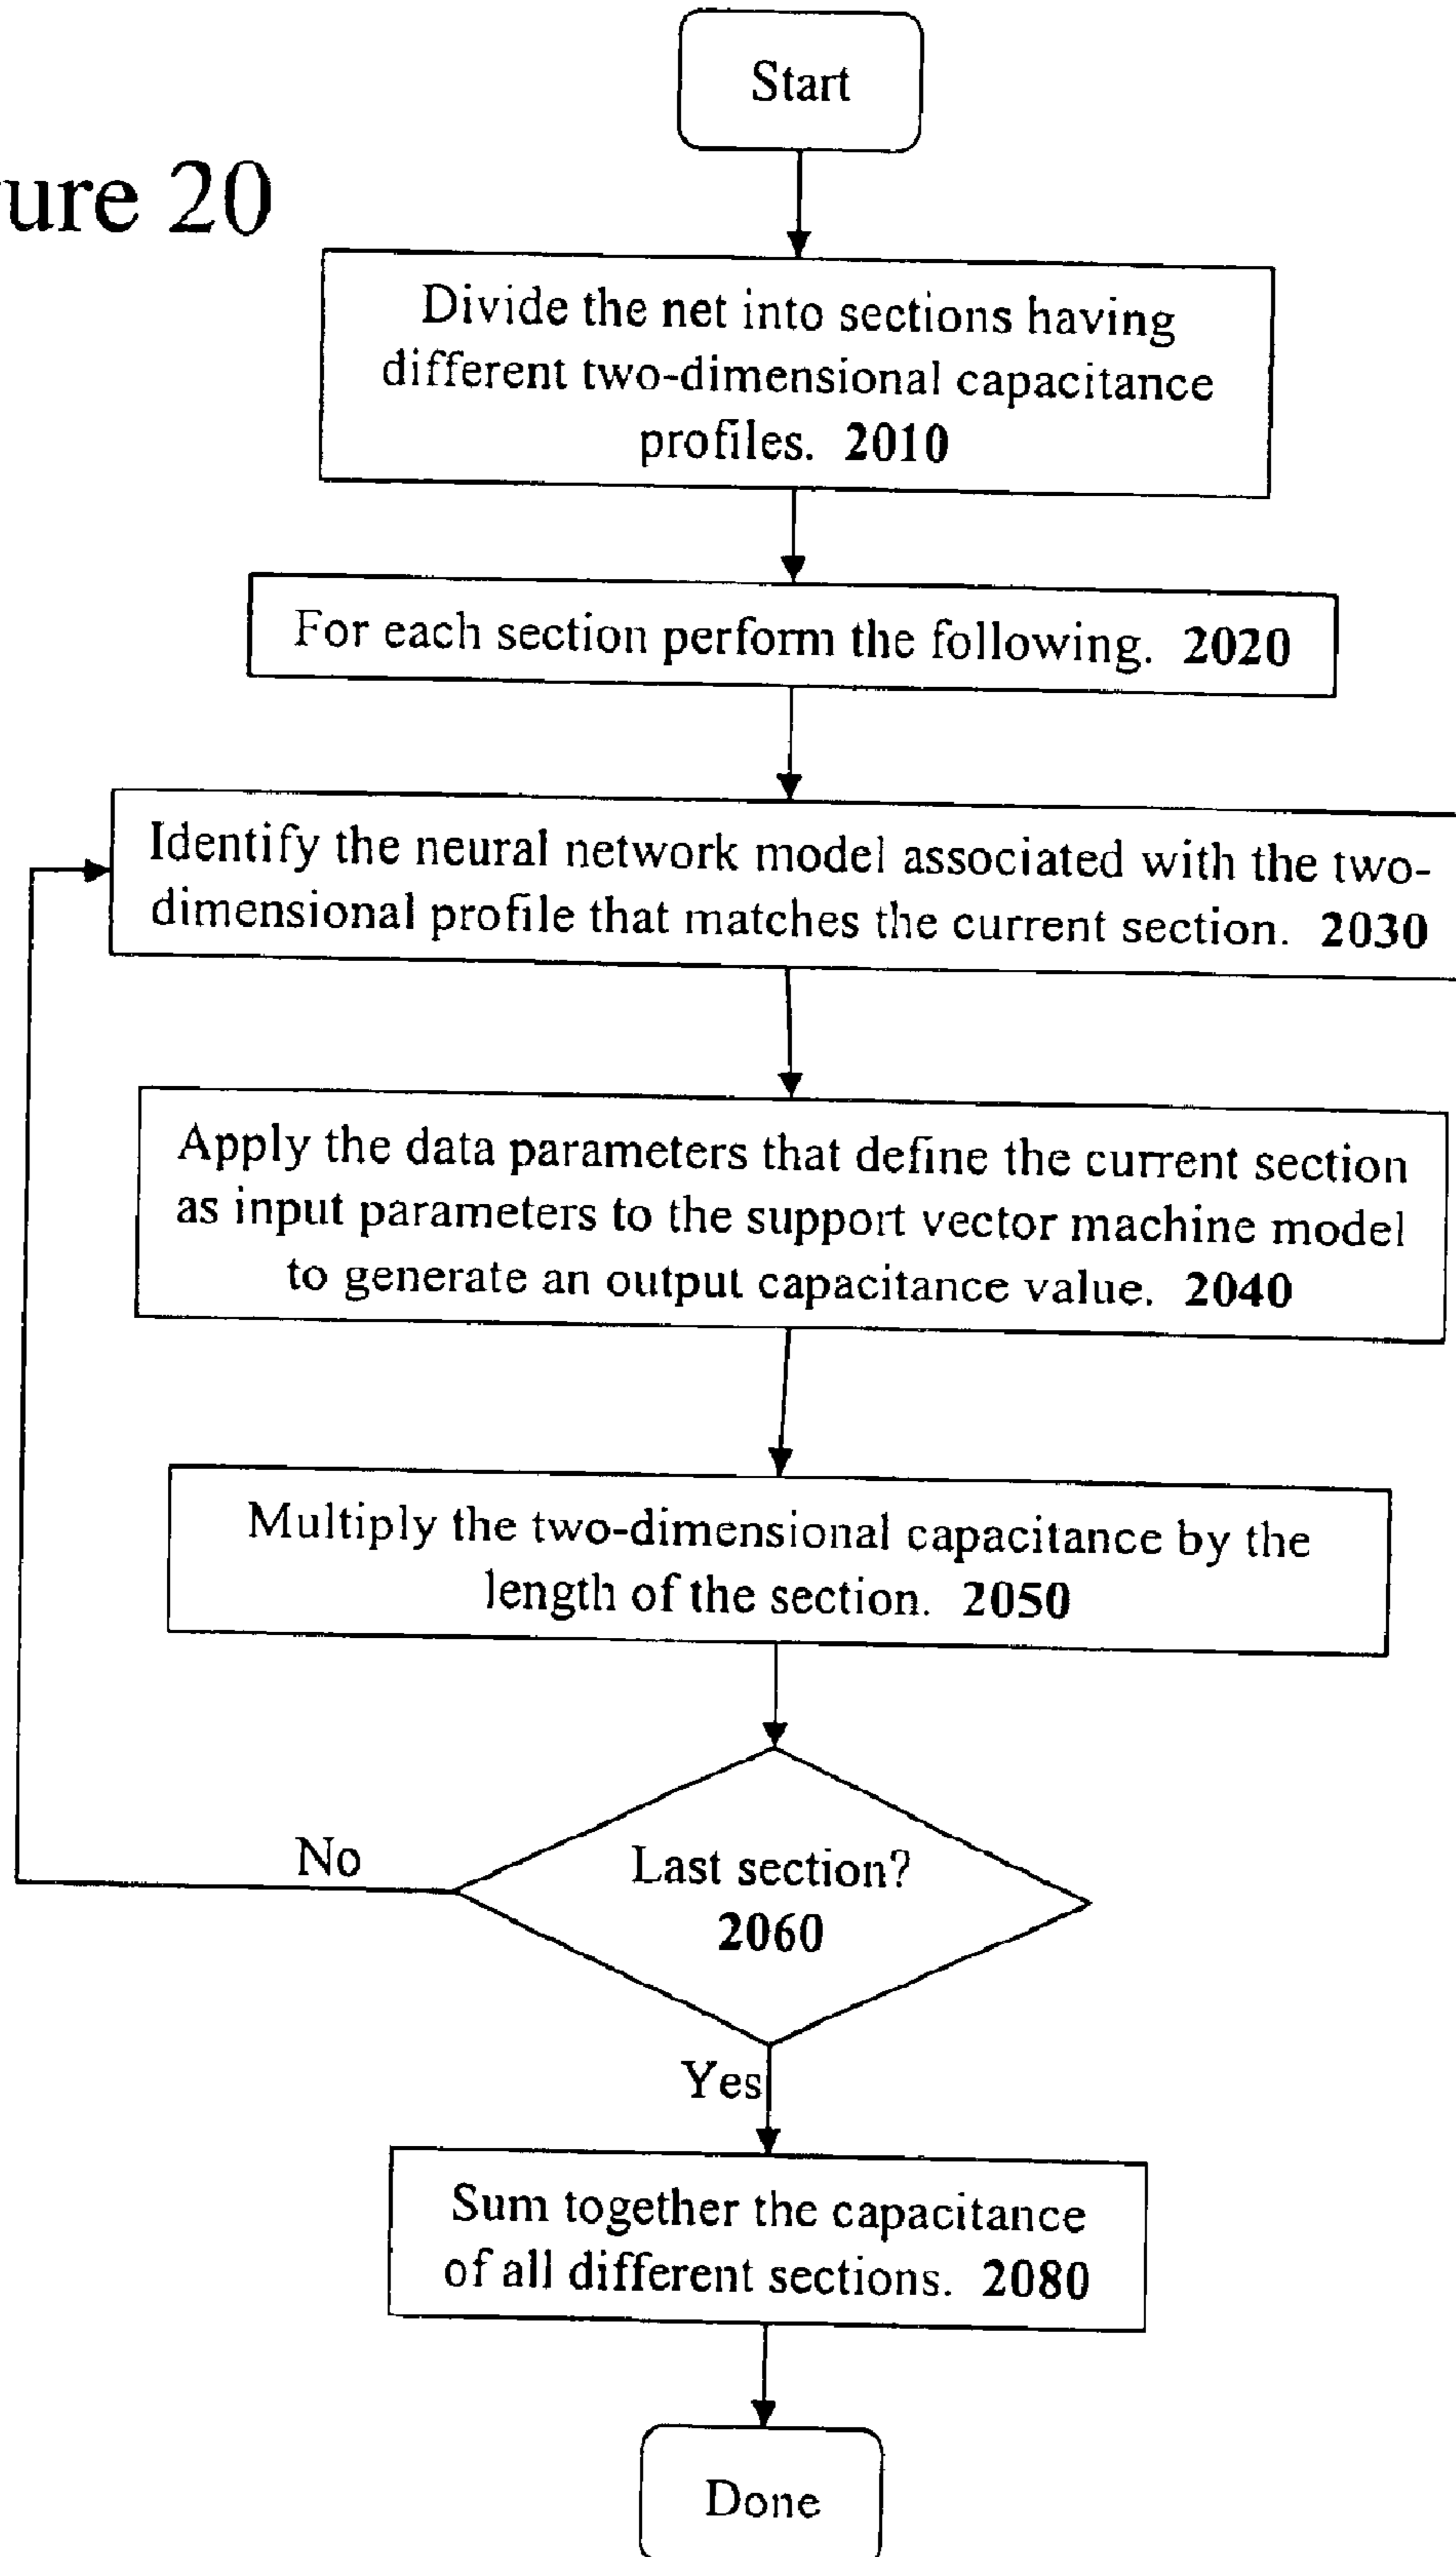 Start
ure 20
Divide the net into sections having
different two-dimensional capacitance
profiles. 2010
For each section perform the following. 2020
Identify the neural network model associated with the two-
dimensional profile that matches the current section. 2030
Apply the data parameters that define the current section
as input parameters to the support vector machine model
to generate an output capacitance value. 2040
Multiply the two-dimensional capacitance by the
length of the section. 2050
No
Last section?
2060
Yes
Sum together the capacitance
of all different sections. 2080
Done